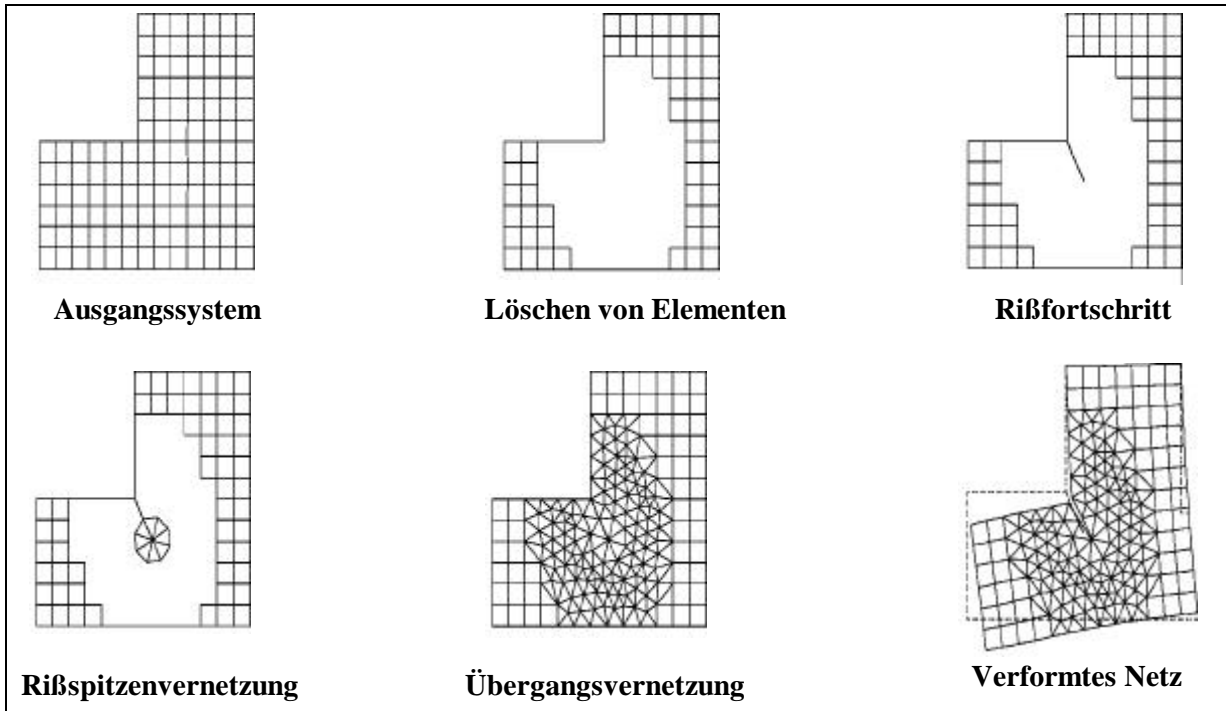 Ausgangssystem
Löschen von Elementen
Rißfortschritt
Rißspitzenvernetzung
Übergangsvernetzung
Verformtes Netz